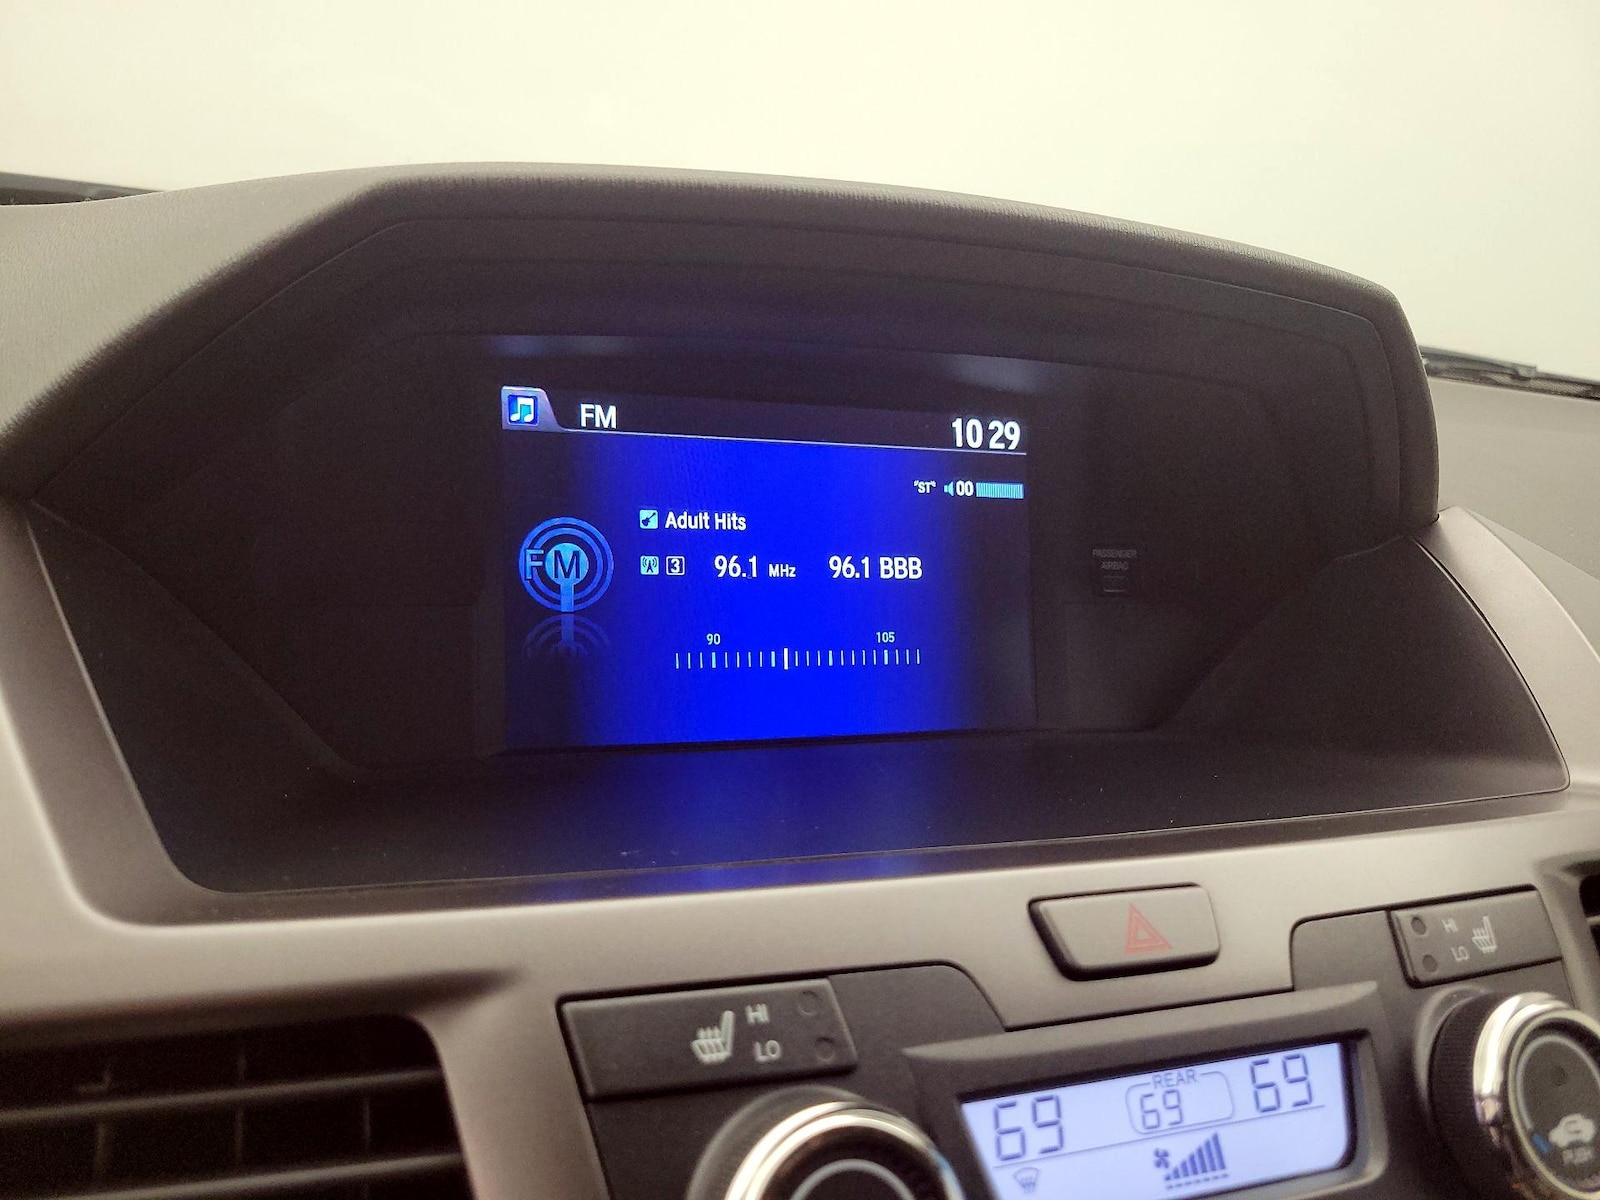 FM
10 29
"ST" 00
Adult Hits
FM
3 96.1 MHz 96.1 BBB
90 105
PASSENGER
AIRBAG
HI
LO
HI
LO
REAR
69 69 69
PUSH